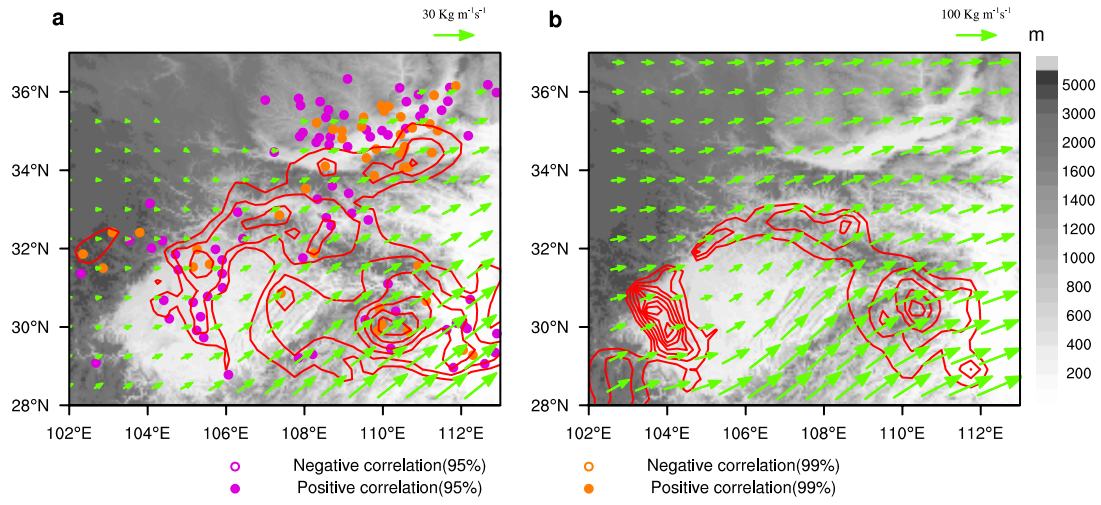 a
30 Kg m⁻¹s⁻¹
b
100 Kg m⁻¹s⁻¹
m
36°N
34°N
32°N
30°N
28°N
102°E 104°E 106°E 108°E 110°E 112°E
36°N
34°N
32°N
30°N
28°N
102°E 104°E 106°E 108°E 110°E 112°E
5000
3000
2000
1800
1600
1400
1200
1000
800
600
400
200
Negative correlation(95%)
Positive correlation(95%)
Negative correlation(99%)
Positive correlation(99%)